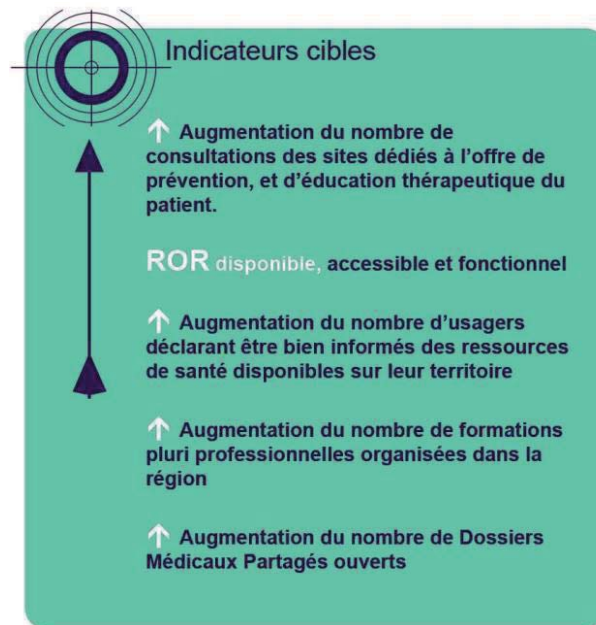 Indicateurs cibles
↑ Augmentation du nombre de
consultations des sites dédiés à l’offre de
prévention, et d’éducation thérapeutique du
patient.
ROR disponible, accessible et fonctionnel
↑ Augmentation du nombre d’usagers
déclarant être bien informés des ressources
de santé disponibles sur leur territoire
↑ Augmentation du nombre de formations
pluri professionnelles organisées dans la
région
↑ Augmentation du nombre de Dossiers
Médicaux Partagés ouverts